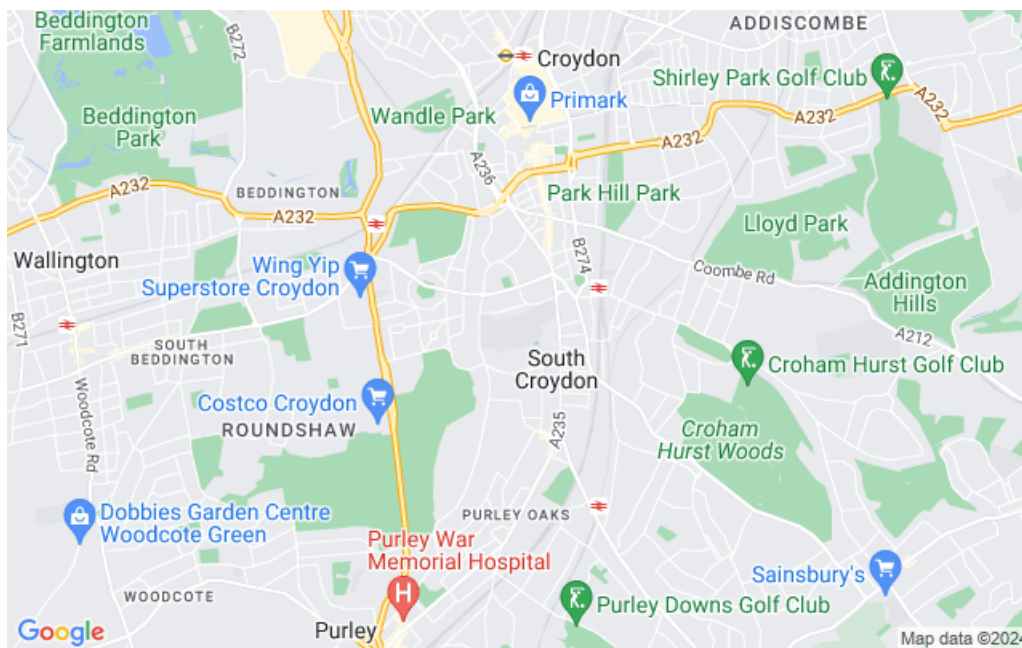 Beddington
Farmlands
B272
ADDISCOMBE
Croydon
Shirley Park Golf Club
Primark
Wandle Park
Beddington
Park
A232
A232
A232
A236
A232
BEDDINGTON
A232
Park Hill Park
A232
Lloyd Park
Wallington
Wing Yip
Superstore Croydon
B274
Coombe Rd
Addington
Hills
B271
SOUTH
BEDDINGTON
A212
South
Croydon
Croham Hurst Golf Club
Woodcote Rd
Costco Croydon
ROUNDSHAW
A235
Croham
Hurst Woods
Dobbies Garden Centre
Woodcote Green
PURLEY OAKS
Purley War
Memorial Hospital
H
Sainsbury's
WOODCOTE
Purley Downs Golf Club
Purley
Google
Map data ©2024